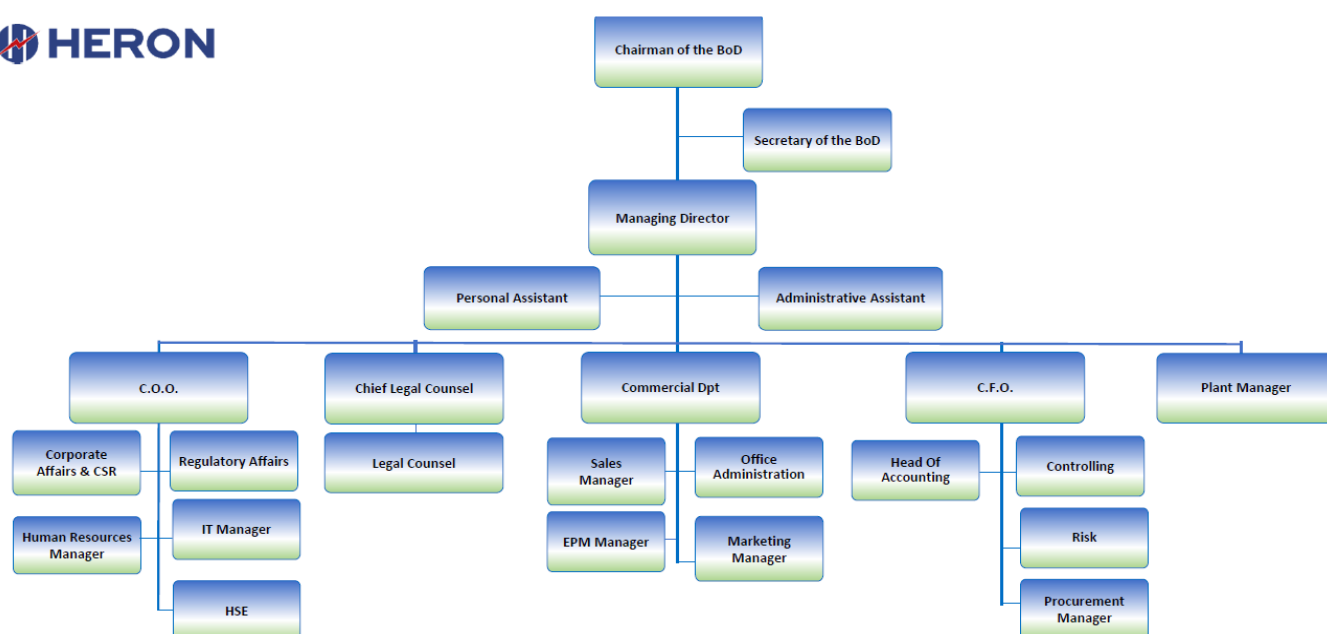 HERON
Chairman of the BoD
Secretary of the BoD
Managing Director
Personal Assistant
Administrative Assistant
C.O.O.
Chief Legal Counsel
Commercial Dpt
C.F.O.
Plant Manager
Corporate
Affairs & CSR
Regulatory Affairs
Legal Counsel
Sales
Manager
Office
Administration
Head Of
Accounting
Controlling
Human Resources
Manager
IT Manager
EPM Manager
Marketing
Manager
Risk
HSE
Procurement
Manager